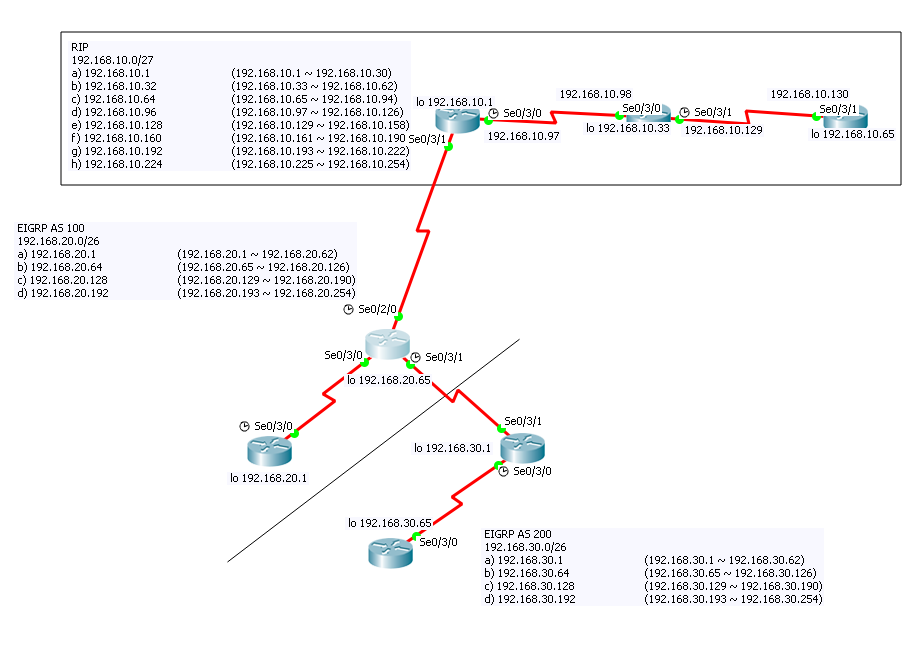 RIP
192.168.10.0/27
a) 192.168.10.1 (192.168.10.1 ~ 192.168.10.30)
b) 192.168.10.32 (192.168.10.33 ~ 192.168.10.62)
c) 192.168.10.64 (192.168.10.65 ~ 192.168.10.94)
d) 192.168.10.96 (192.168.10.97 ~ 192.168.10.126)
e) 192.168.10.128 (192.168.10.129 ~ 192.168.10.158)
f) 192.168.10.160 (192.168.10.161 ~ 192.168.10.190
g) 192.168.10.192 (192.168.10.193 ~ 192.168.10.222)
h) 192.168.10.224 (192.168.10.225 ~ 192.168.10.254)
lo 192.168.10.1
Se0/3/0
192.168.10.97
Se0/3/1
192.168.10.98
Se0/3/0
lo 192.168.10.33
Se0/3/1
192.168.10.129
192.168.10.130
Se0/3/1
lo 192.168.10.65
EIGRP AS 100
192.168.20.0/26
a) 192.168.20.1 (192.168.20.1 ~ 192.168.20.62)
b) 192.168.20.64 (192.168.20.65 ~ 192.168.20.126)
c) 192.168.20.128 (192.168.20.129 ~ 192.168.20.190)
d) 192.168.20.192 (192.168.20.193 ~ 192.168.20.254)
Se0/2/0
Se0/3/0
Se0/3/1
lo 192.168.20.65
Se0/3/0
lo 192.168.20.1
Se0/3/1
lo 192.168.30.1
Se0/3/0
lo 192.168.30.65
Se0/3/0
EIGRP AS 200
192.168.30.0/26
a) 192.168.30.1 (192.168.30.1 ~ 192.168.30.62)
b) 192.168.30.64 (192.168.30.65 ~ 192.168.30.126)
c) 192.168.30.128 (192.168.30.129 ~ 192.168.30.190)
d) 192.168.30.192 (192.168.30.193 ~ 192.168.30.254)